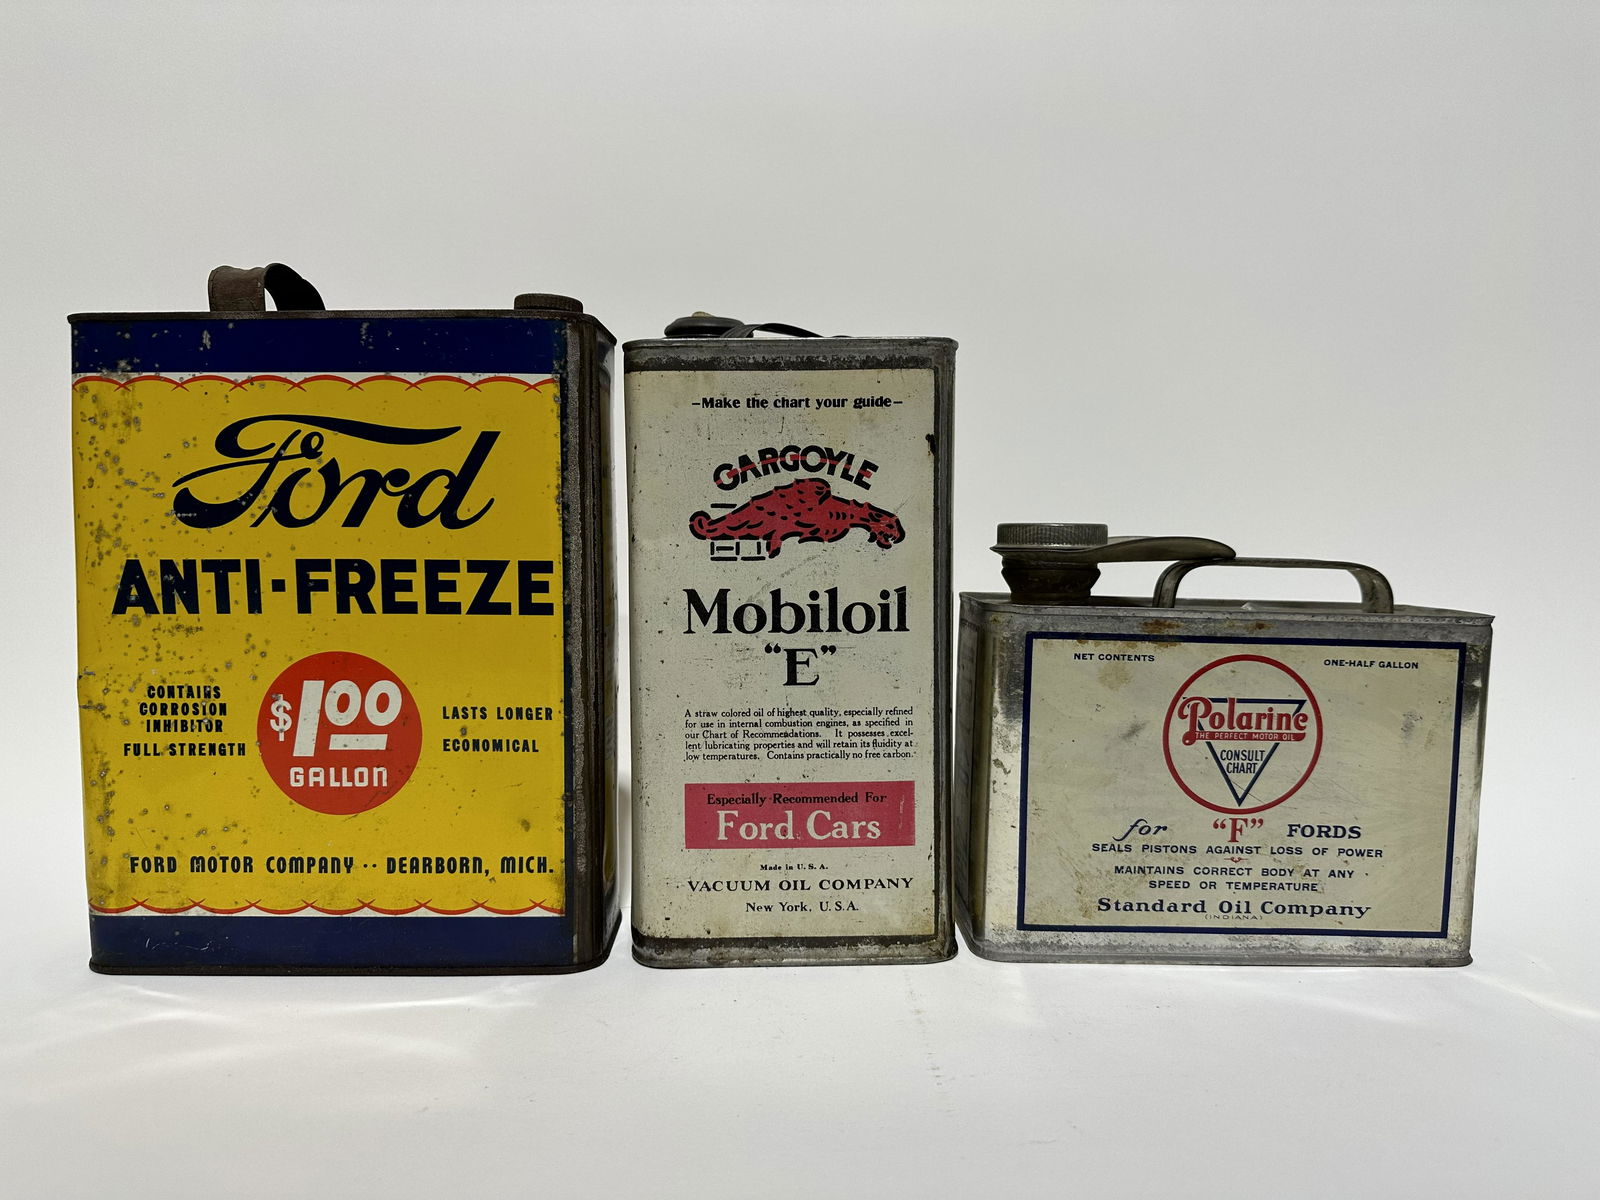 Ford
ANTI-FREEZE
CONTAINS
CORROSION
INHIBITOR
FULL STRENGTH
$1.00
GALLON
LASTS LONGER
ECONOMICAL
FORD MOTOR COMPANY·· DEARBORN, MICH.
–Make the chart your guide–
GARGOYLE
Mobiloil
“E”
A straw colored oil of highest quality, especially refined
for use in internal combustion engines, as specified in
our Chart of Recommendations. It possesses excel-
lent lubricating properties and will retain its fluidity at
low temperatures. Contains practically no free carbon.
Especially Recommended For
Ford Cars
Made in U. S. A.
VACUUM OIL COMPANY
New York, U.S.A.
NET CONTENTS
ONE-HALF GALLON
Polarine
THE PERFECT MOTOR OIL
CONSULT
CHART
for “F” FORDS
SEALS PISTONS AGAINST LOSS OF POWER
MAINTAINS CORRECT BODY AT ANY
SPEED OR TEMPERATURE
Standard Oil Company
(INDIANA)